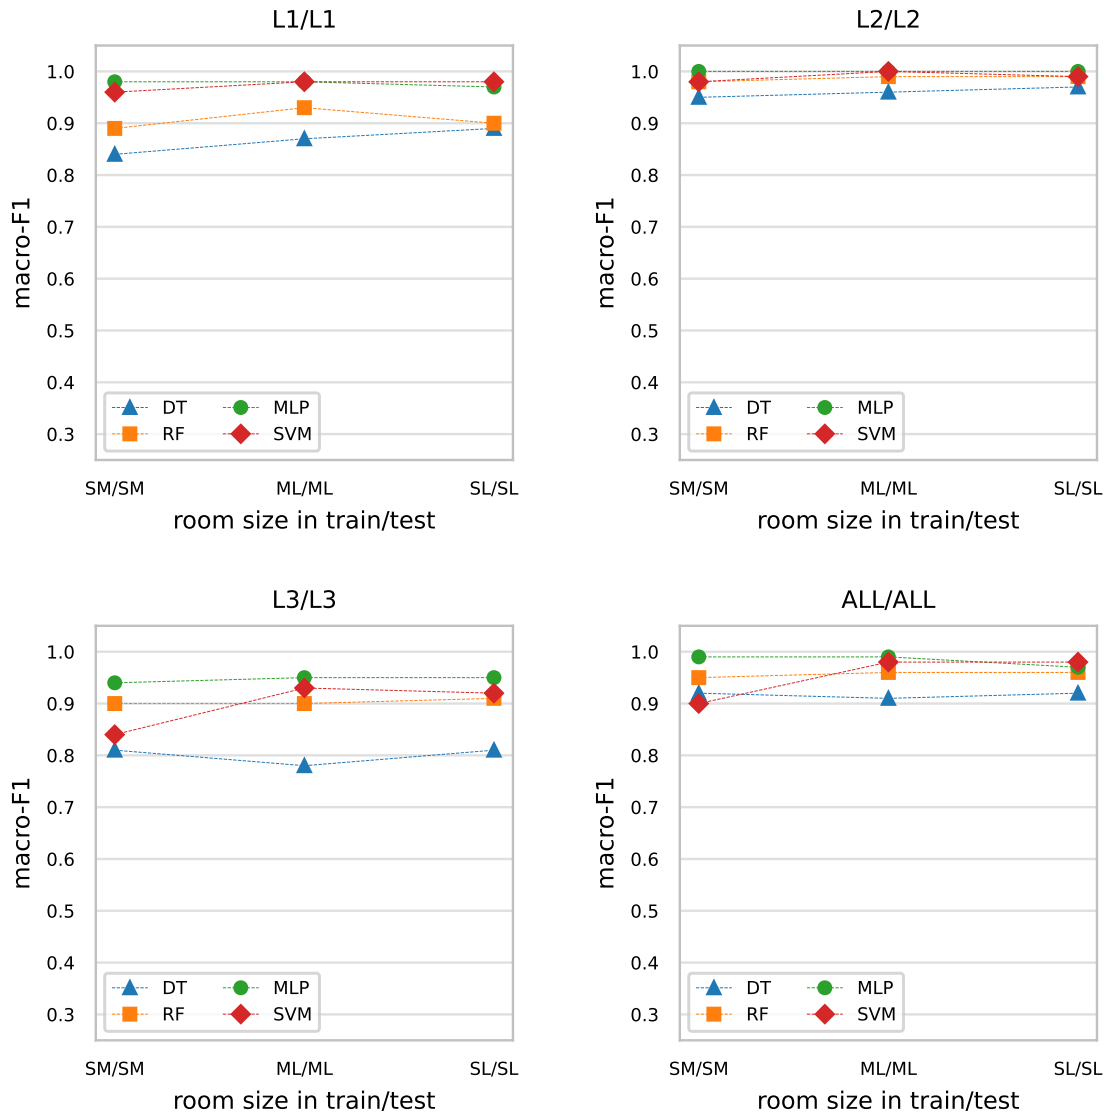 L1/L1
1.0
0.9
0.8
0.7
0.6
0.5
0.4
0.3
macro-F1
DT MLP
RF SVM
SM/SM ML/ML SL/SL
room size in train/test
L2/L2
1.0
0.9
0.8
0.7
0.6
0.5
0.4
0.3
macro-F1
DT MLP
RF SVM
SM/SM ML/ML SL/SL
room size in train/test
L3/L3
1.0
0.9
0.8
0.7
0.6
0.5
0.4
0.3
macro-F1
DT MLP
RF SVM
SM/SM ML/ML SL/SL
room size in train/test
ALL/ALL
1.0
0.9
0.8
0.7
0.6
0.5
0.4
0.3
macro-F1
DT MLP
RF SVM
SM/SM ML/ML SL/SL
room size in train/test